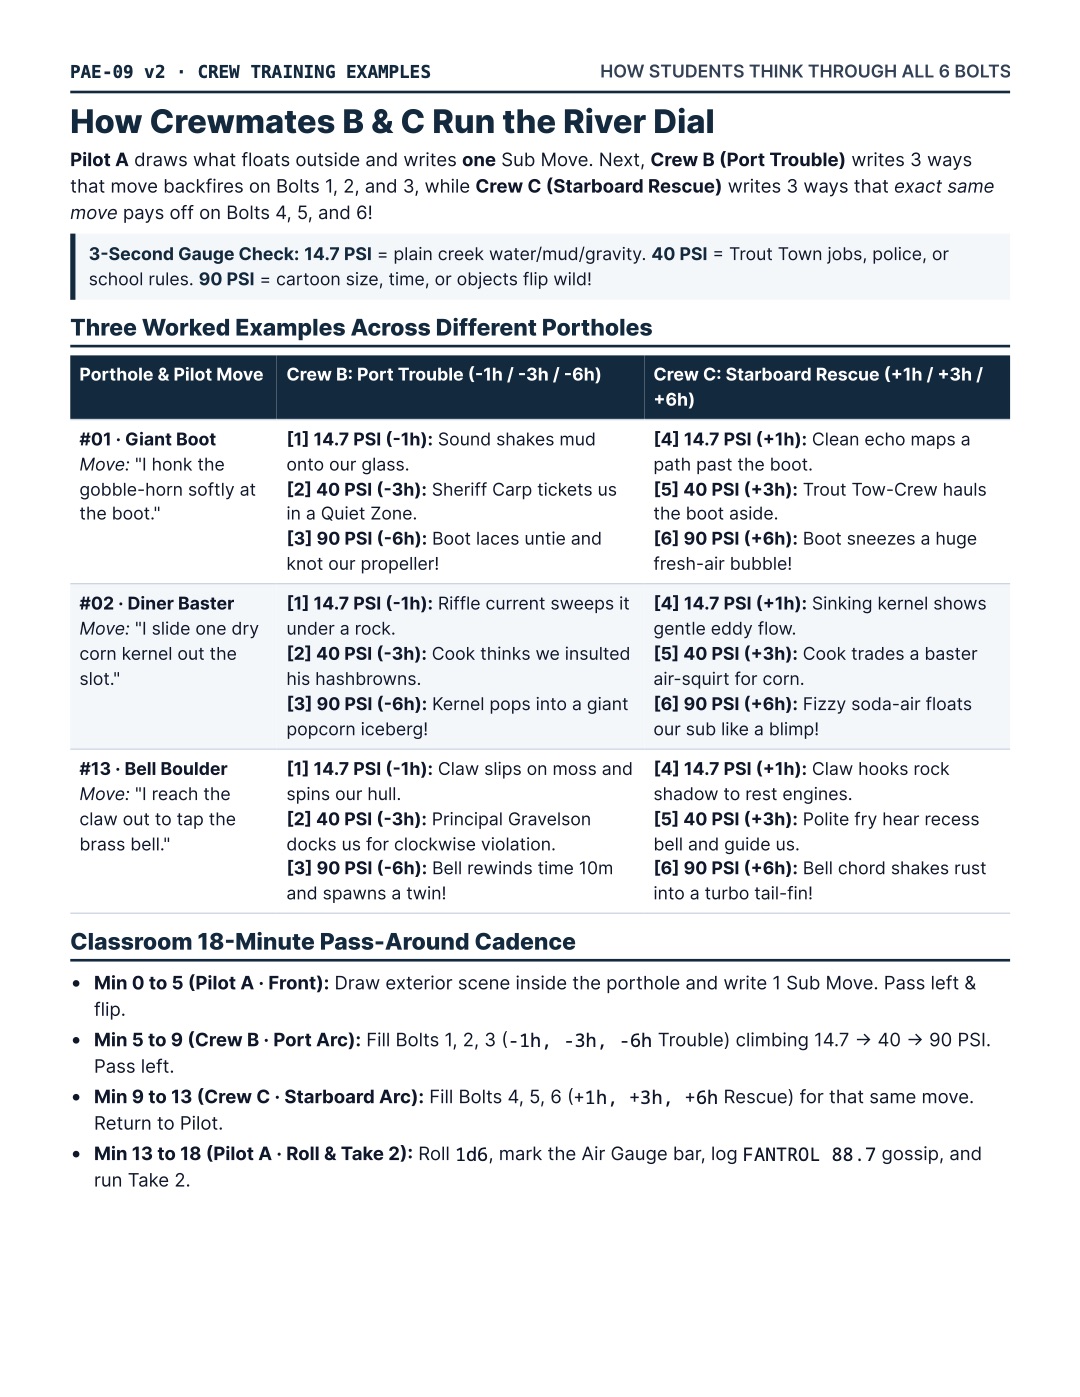 PAE-09 v2 · CREW TRAINING EXAMPLES
HOW STUDENTS THINK THROUGH ALL 6 BOLTS
How Crewmates B & C Run the River Dial
Pilot A draws what floats outside and writes one Sub Move. Next, Crew B (Port Trouble) writes 3 ways
that move backfires on Bolts 1, 2, and 3, while Crew C (Starboard Rescue) writes 3 ways that exact same
move pays off on Bolts 4, 5, and 6!
3-Second Gauge Check: 14.7 PSI = plain creek water/mud/gravity. 40 PSI = Trout Town jobs, police, or
school rules. 90 PSI = cartoon size, time, or objects flip wild!
Three Worked Examples Across Different Portholes
Porthole & Pilot Move
Crew B: Port Trouble (-1h / -3h / -6h)
Crew C: Starboard Rescue (+1h / +3h /
+6h)
#01 · Giant Boot
Move: "I honk the
gobble-horn softly at
the boot."
[1] 14.7 PSI (-1h): Sound shakes mud
onto our glass.
[2] 40 PSI (-3h): Sheriff Carp tickets us
in a Quiet Zone.
[3] 90 PSI (-6h): Boot laces untie and
knot our propeller!
[4] 14.7 PSI (+1h): Clean echo maps a
path past the boot.
[5] 40 PSI (+3h): Trout Tow-Crew hauls
the boot aside.
[6] 90 PSI (+6h): Boot sneezes a huge
fresh-air bubble!
#02 · Diner Baster
Move: "I slide one dry
corn kernel out the
slot."
[1] 14.7 PSI (-1h): Riffle current sweeps it
under a rock.
[2] 40 PSI (-3h): Cook thinks we insulted
his hashbrowns.
[3] 90 PSI (-6h): Kernel pops into a giant
popcorn iceberg!
[4] 14.7 PSI (+1h): Sinking kernel shows
gentle eddy flow.
[5] 40 PSI (+3h): Cook trades a baster
air-squirt for corn.
[6] 90 PSI (+6h): Fizzy soda-air floats
our sub like a blimp!
#13 · Bell Boulder
Move: "I reach the
claw out to tap the
brass bell."
[1] 14.7 PSI (-1h): Claw slips on moss and
spins our hull.
[2] 40 PSI (-3h): Principal Gravelson
docks us for clockwise violation.
[3] 90 PSI (-6h): Bell rewinds time 10m
and spawns a twin!
[4] 14.7 PSI (+1h): Claw hooks rock
shadow to rest engines.
[5] 40 PSI (+3h): Polite fry hear recess
bell and guide us.
[6] 90 PSI (+6h): Bell chord shakes rust
into a turbo tail-fin!
Classroom 18-Minute Pass-Around Cadence
• Min 0 to 5 (Pilot A · Front): Draw exterior scene inside the porthole and write 1 Sub Move. Pass left &
flip.
• Min 5 to 9 (Crew B · Port Arc): Fill Bolts 1, 2, 3 (-1h, -3h, -6h Trouble) climbing 14.7 → 40 → 90 PSI.
Pass left.
• Min 9 to 13 (Crew C · Starboard Arc): Fill Bolts 4, 5, 6 (+1h, +3h, +6h Rescue) for that same move.
Return to Pilot.
• Min 13 to 18 (Pilot A · Roll & Take 2): Roll 1d6, mark the Air Gauge bar, log FANTROL 88.7 gossip, and
run Take 2.